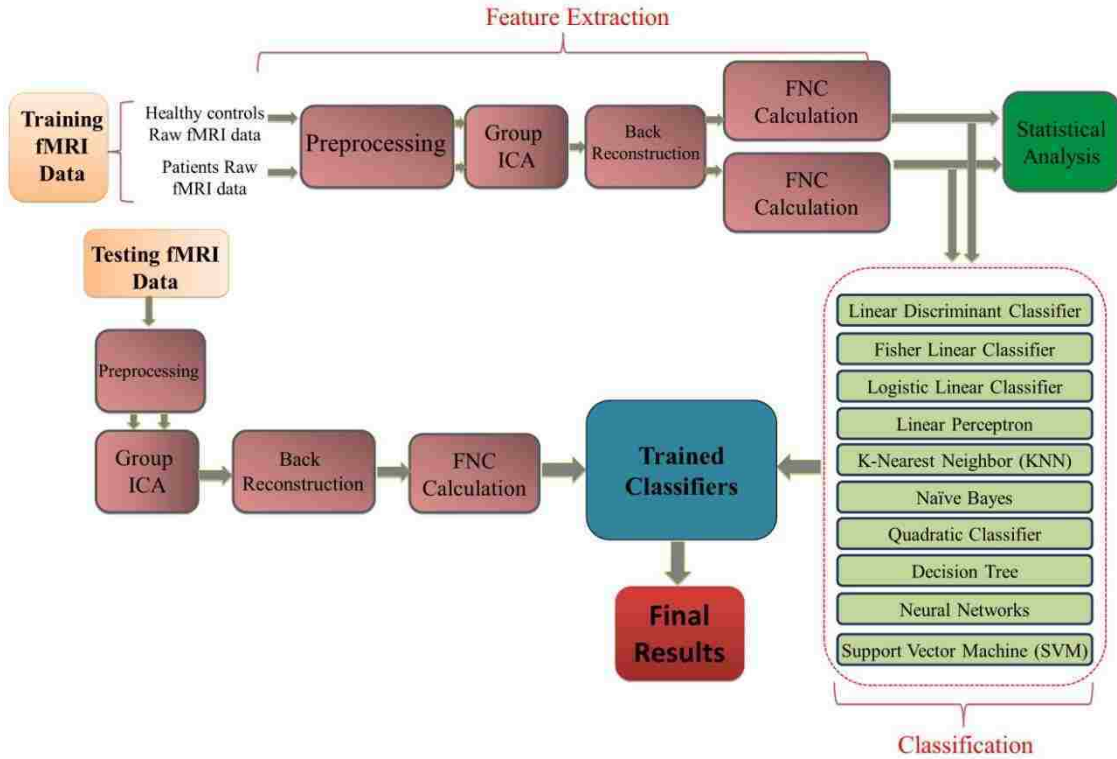 Feature Extraction
Training
fMRI
Data
Healthy controls
Raw fMRI data
Patients Raw
fMRI data
Preprocessing
Group
ICA
Back
Reconstruction
FNC
Calculation
FNC
Calculation
Statistical
Analysis
Testing fMRI
Data
Preprocessing
Group
ICA
Back
Reconstruction
FNC
Calculation
Trained
Classifiers
Final
Results
Linear Discriminant Classifier
Fisher Linear Classifier
Logistic Linear Classifier
Linear Perceptron
K-Nearest Neighbor (KNN)
Naïve Bayes
Quadratic Classifier
Decision Tree
Neural Networks
Support Vector Machine (SVM)
Classification